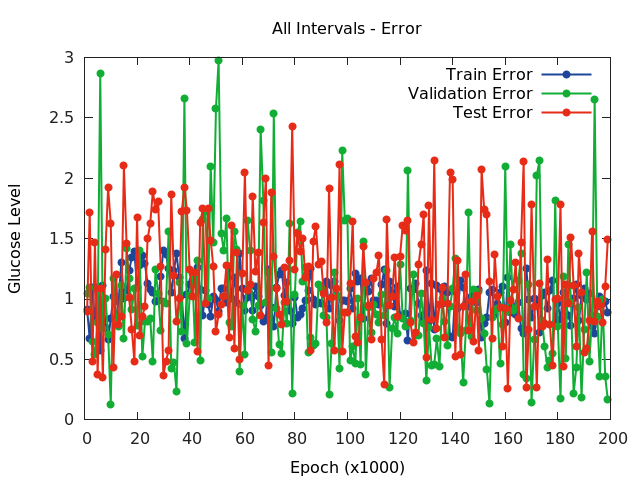 All Intervals - Error
Train Error
Validation Error
Test Error
3
2.5
2
1.5
1
0.5
0
Glucose Level
0 20 40 60 80 100 120 140 160 180 200
Epoch (x1000)